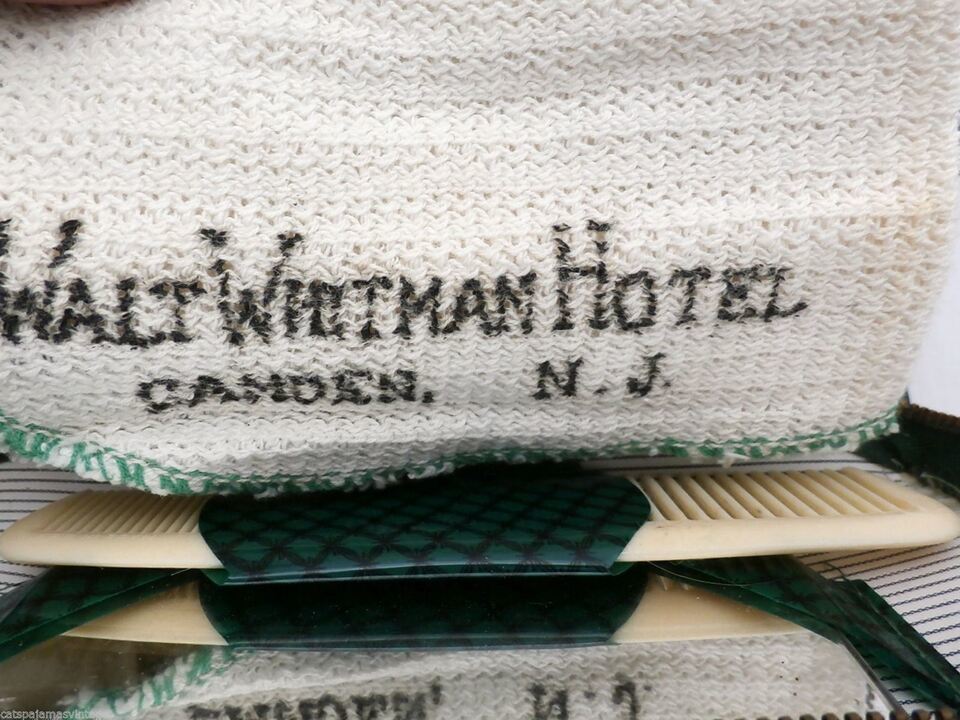 WALT WHITMAN HOTEL
CAMDEN. N.J.